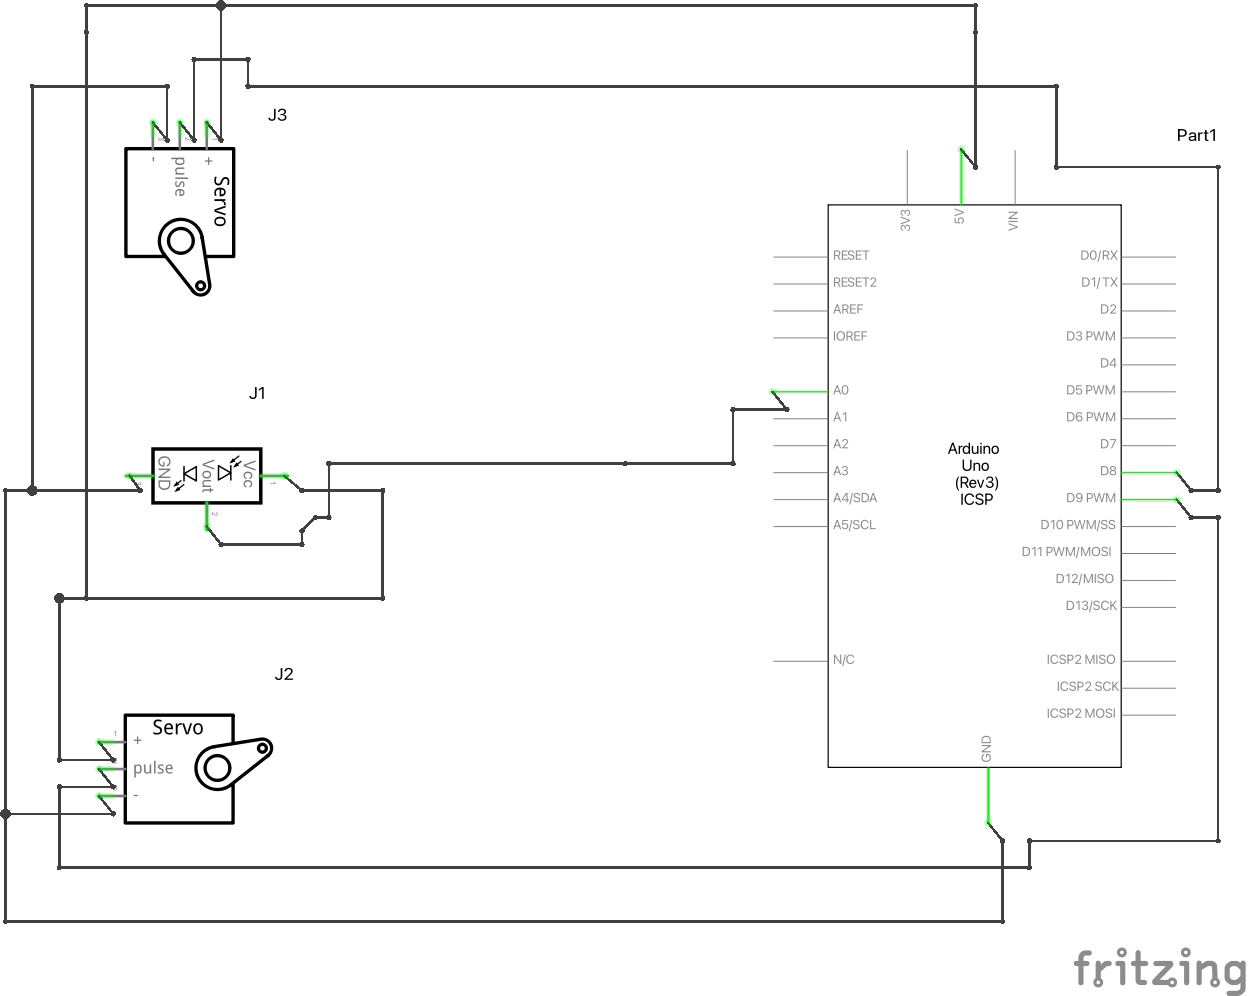 J3
Part1
- pulse +
Servo
3V3 5V VIN
RESET D0/RX
RESET2 D1/TX
AREF D2
IOREF D3 PWM
D4
J1
A0 D5 PWM
A1 D6 PWM
A2 D7
GND Vout Vcc
1
2
A3 D8
A4/SDA D9 PWM
A5/SCL D10 PWM/SS
Arduino
Uno
(Rev3)
ICSP
D11 PWM/MOSI
D12/MISO
D13/SCK
N/C ICSP2 MISO
J2
ICSP2 SCK
ICSP2 MOSI
Servo
1
+
pulse
-
GND
fritzing